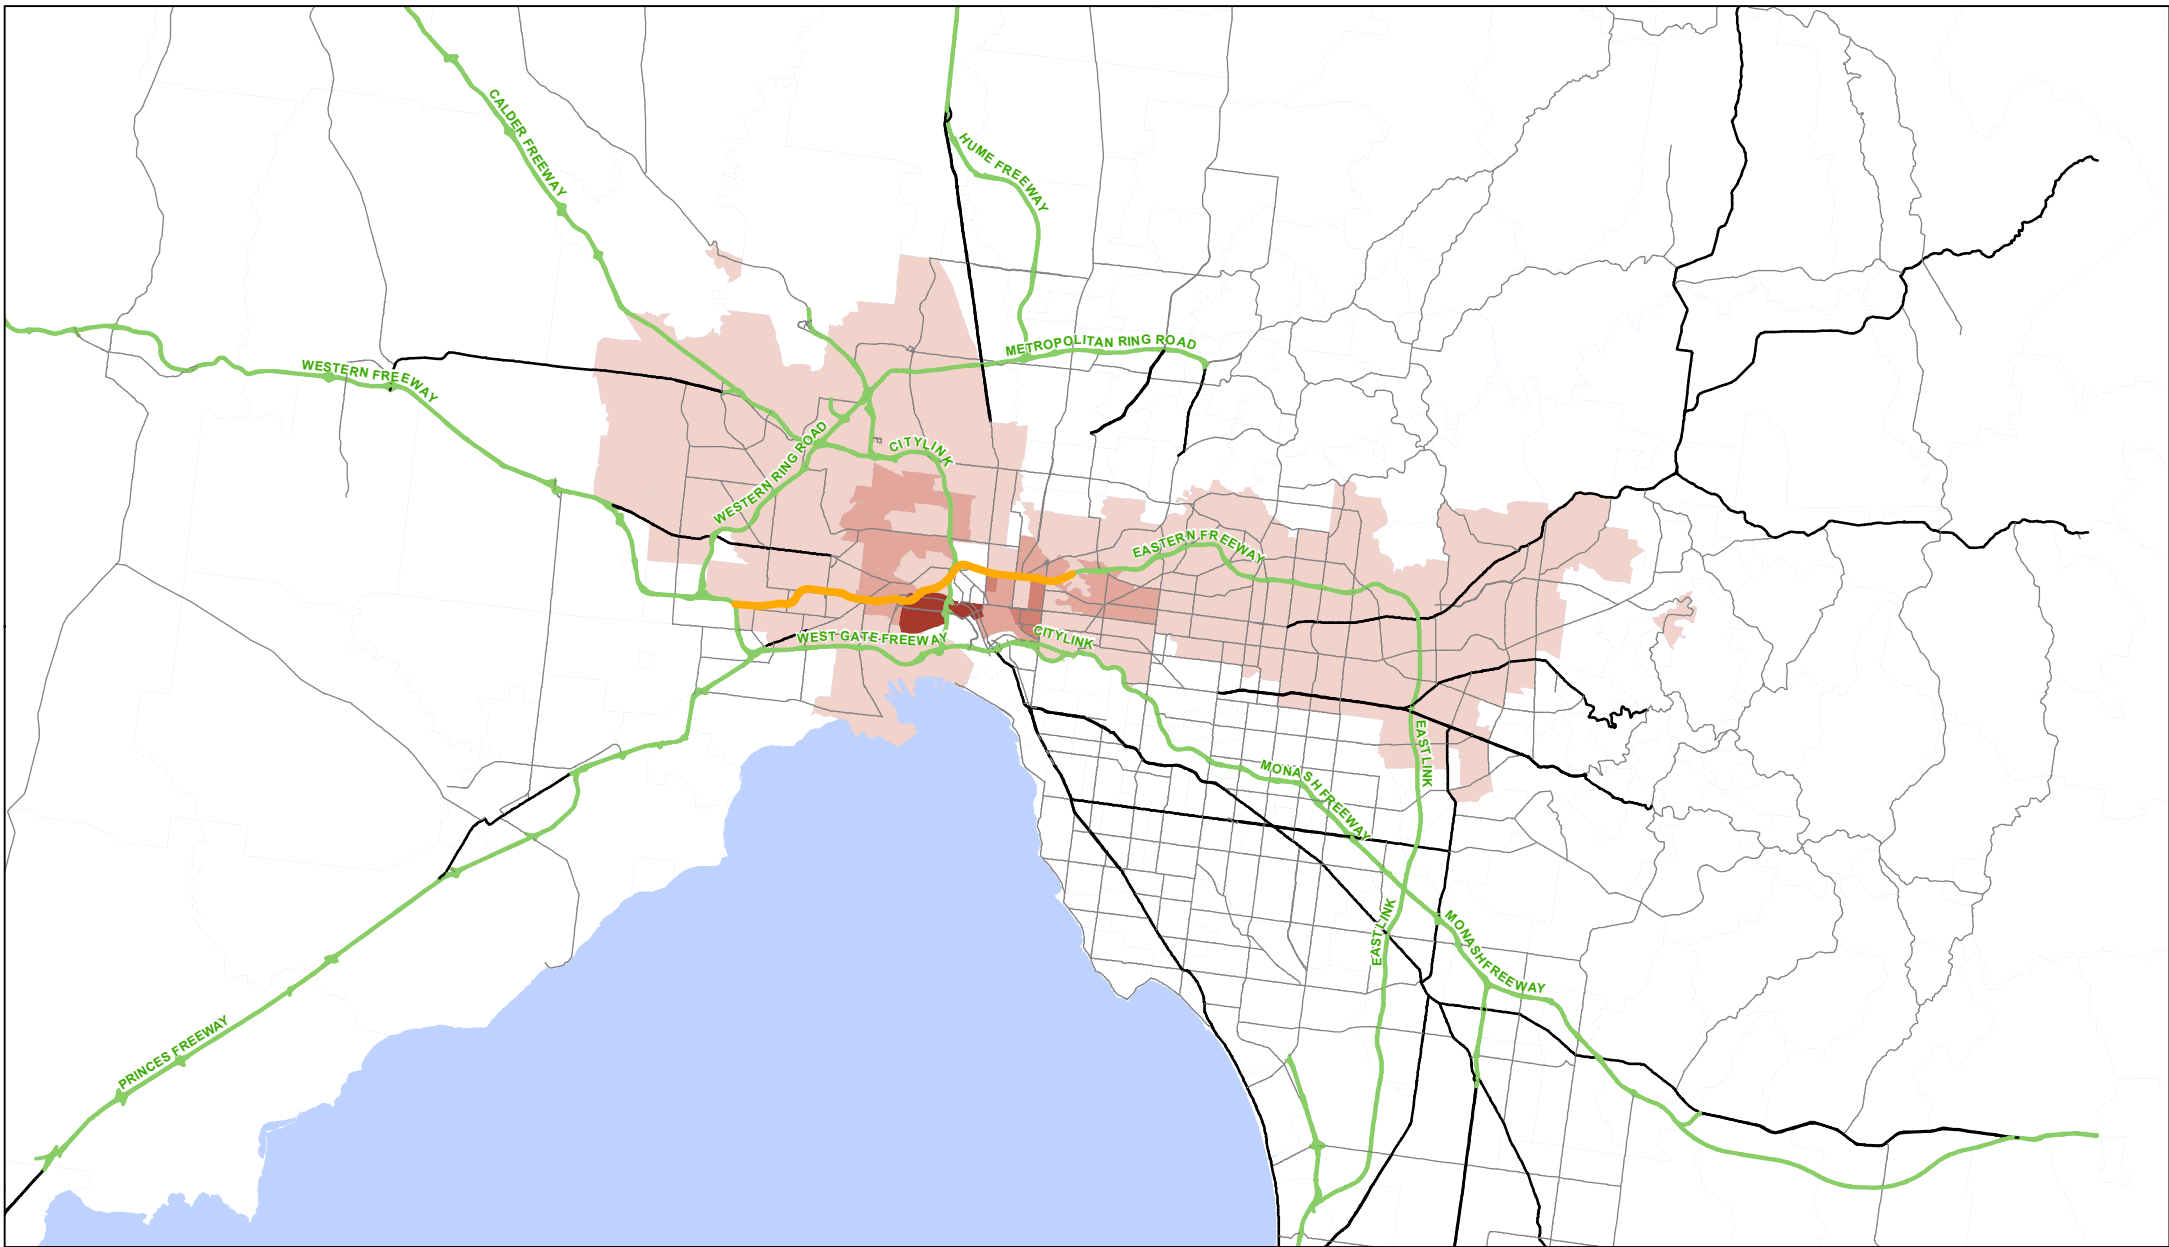 CALDER FREEWAY
HUME FREEWAY
METROPOLITAN RING ROAD
WESTERN FREEWAY
CITYLINK
WESTERN RING ROAD
EASTERN FREEWAY
WEST GATE FREEWAY
CITYLINK
EASTLINK
MONASH FREEWAY
EASTLINK
MONASH FREEWAY
PRINCES FREEWAY